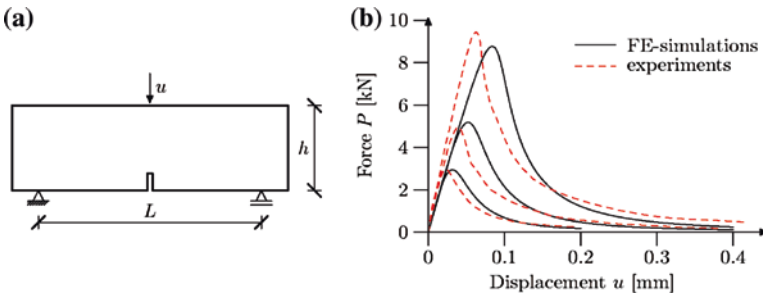 (a)
u
h
L
(b)
Force P [kN]
10
8
6
4
2
0
0
0.1
0.2
0.3
0.4
Displacement u [mm]
FE-simulations
experiments